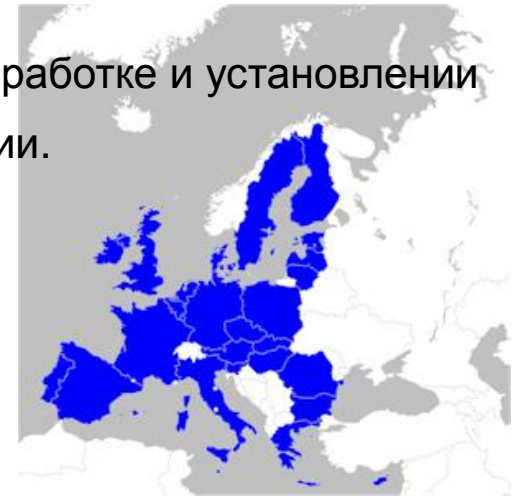 работке и установлении
ии.